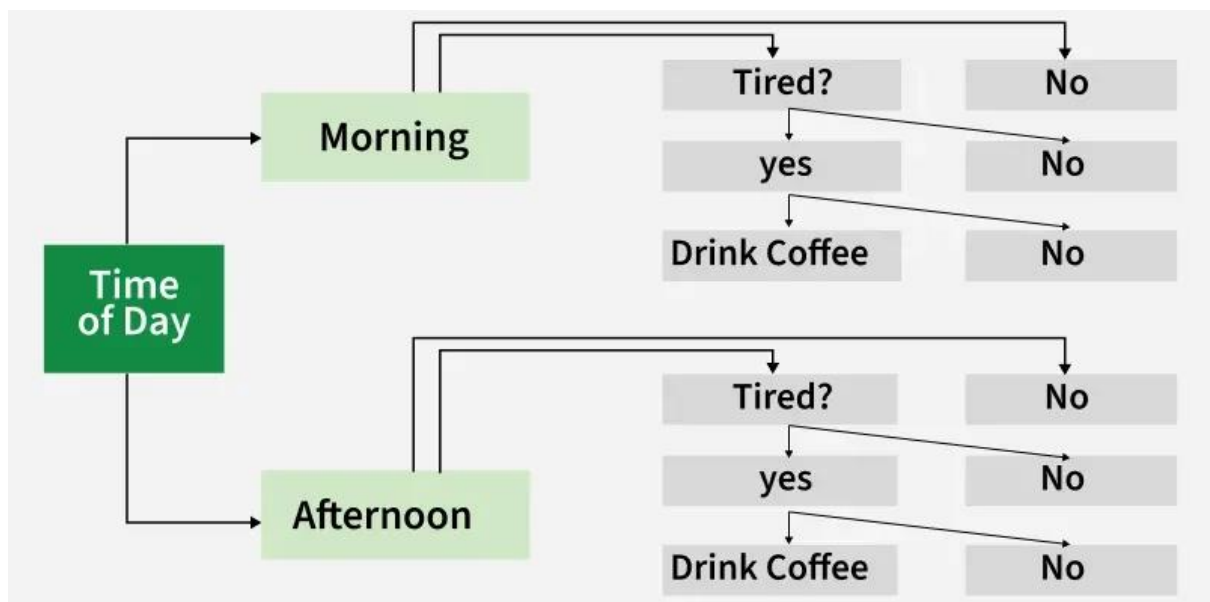 Time
of Day
Morning
Tired?
No
yes
No
Drink Coffee
No
Afternoon
Tired?
No
yes
No
Drink Coffee
No